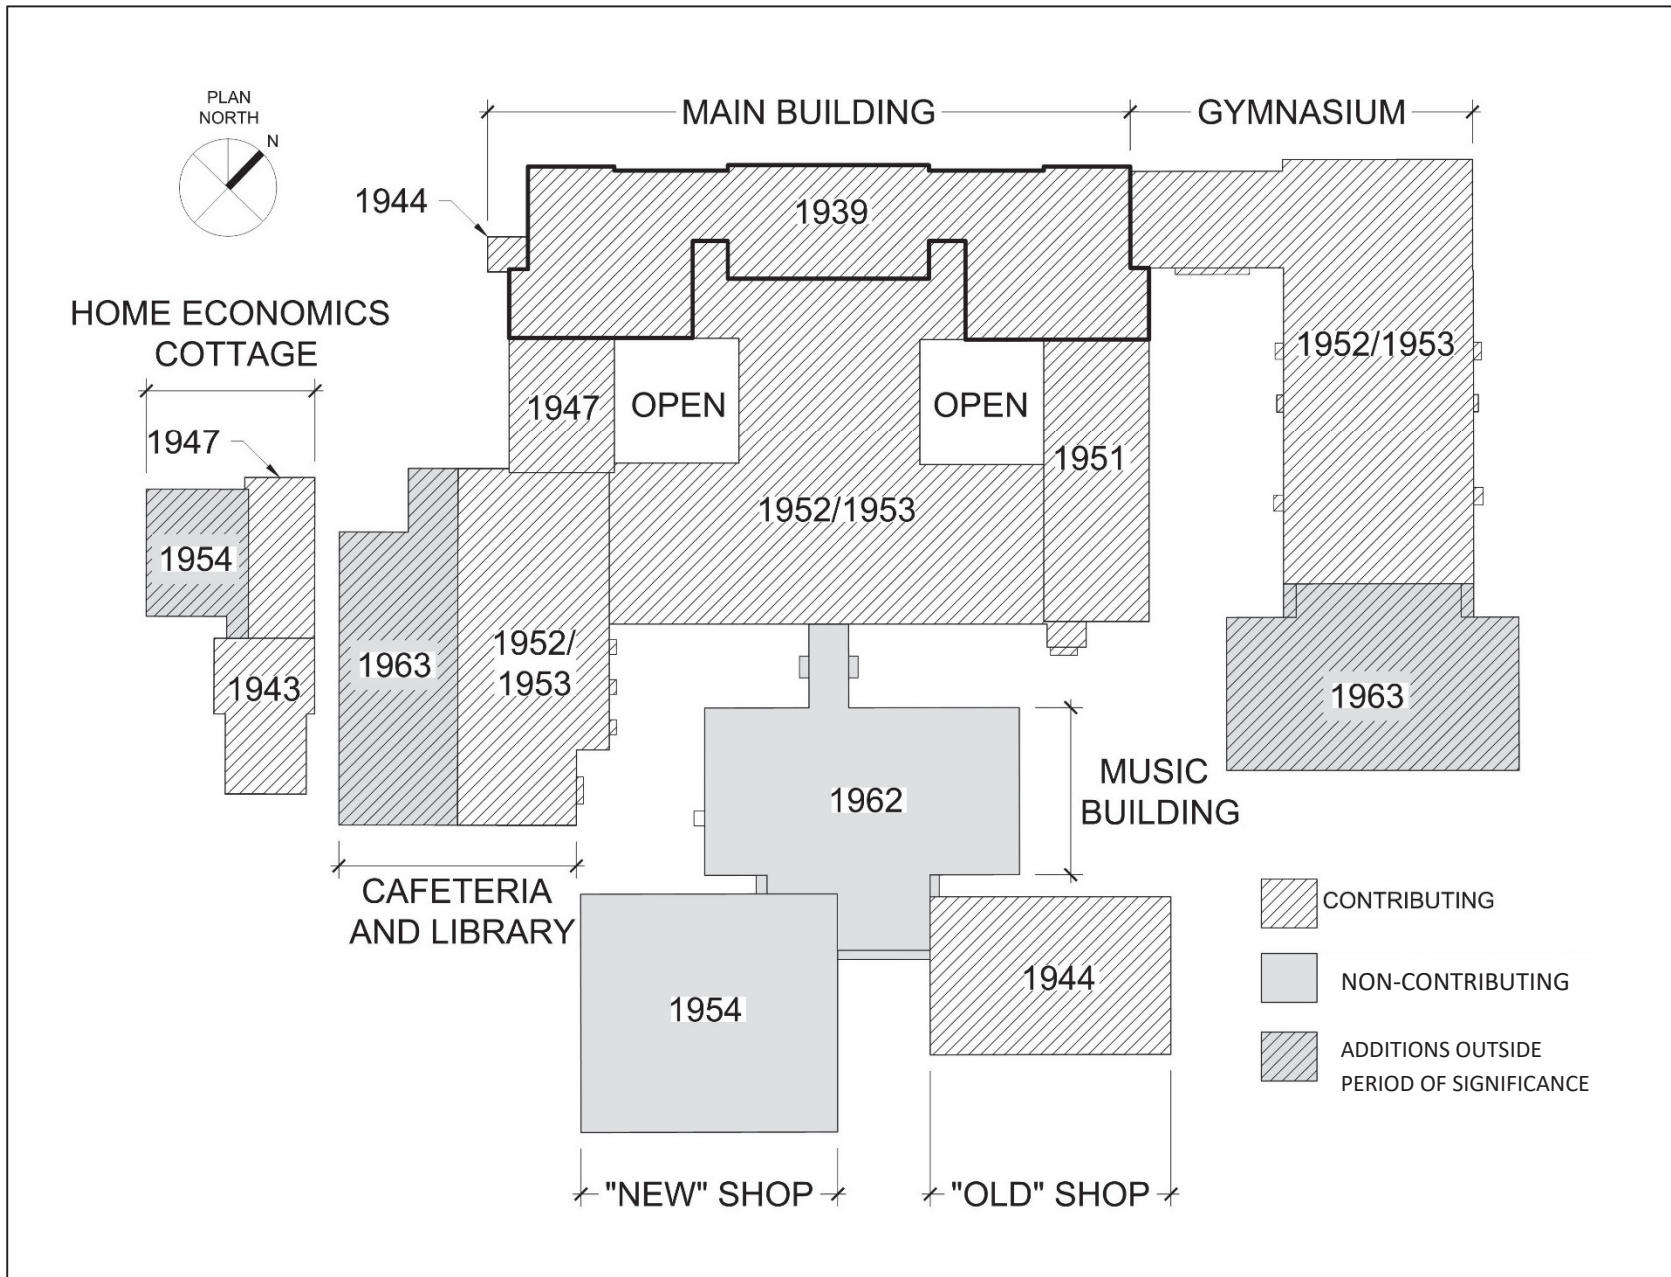 PLAN
NORTH
N
MAIN BUILDING
GYMNASIUM
1944
1939
HOME ECONOMICS
COTTAGE
1952/1953
1947
OPEN
OPEN
1947
1951
1952/1953
1954
1963
1952/
1953
1943
1963
MUSIC
BUILDING
1962
CAFETERIA
AND LIBRARY
CONTRIBUTING
1944
NON-CONTRIBUTING
1954
ADDITIONS OUTSIDE
PERIOD OF SIGNIFICANCE
"NEW" SHOP
"OLD" SHOP